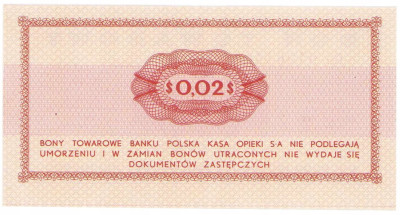 $0,02$
BONY TOWAROWE BANKU POLSKA KASA OPIEKI S·A NIE PODLEGAJĄ
UMORZENIU I W ZAMIAN BONÓW UTRACONYCH NIE WYDAJE SIĘ
DOKUMENTÓW ZASTĘPCZYCH